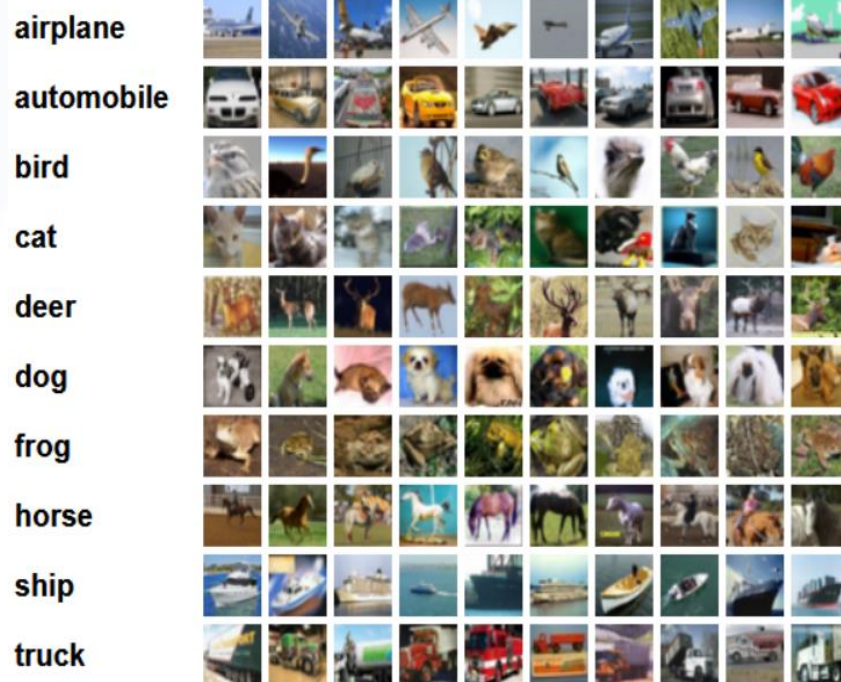 airplane
automobile
bird
cat
deer
dog
frog
horse
ship
truck